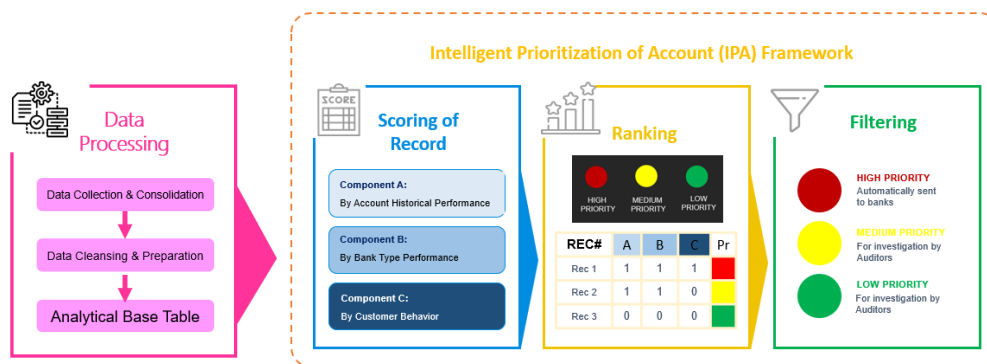 Intelligent Prioritization of Account (IPA) Framework
Data
Processing
Data Collection & Consolidation
Data Cleansing & Preparation
Analytical Base Table
SCORE
Scoring of
Record
Component A:
By Account Historical Performance
Component B:
By Bank Type Performance
Component C:
By Customer Behavior
Ranking
HIGH
PRIORITY
MEDIUM
PRIORITY
LOW
PRIORITY
REC# A B C Pr
Rec 1 1 1 1
Rec 2 1 1 0
Rec 3 0 0 0
Filtering
HIGH PRIORITY
Automatically sent
to banks
MEDIUM PRIORITY
For investigation by
Auditors
LOW PRIORITY
For investigation by
Auditors